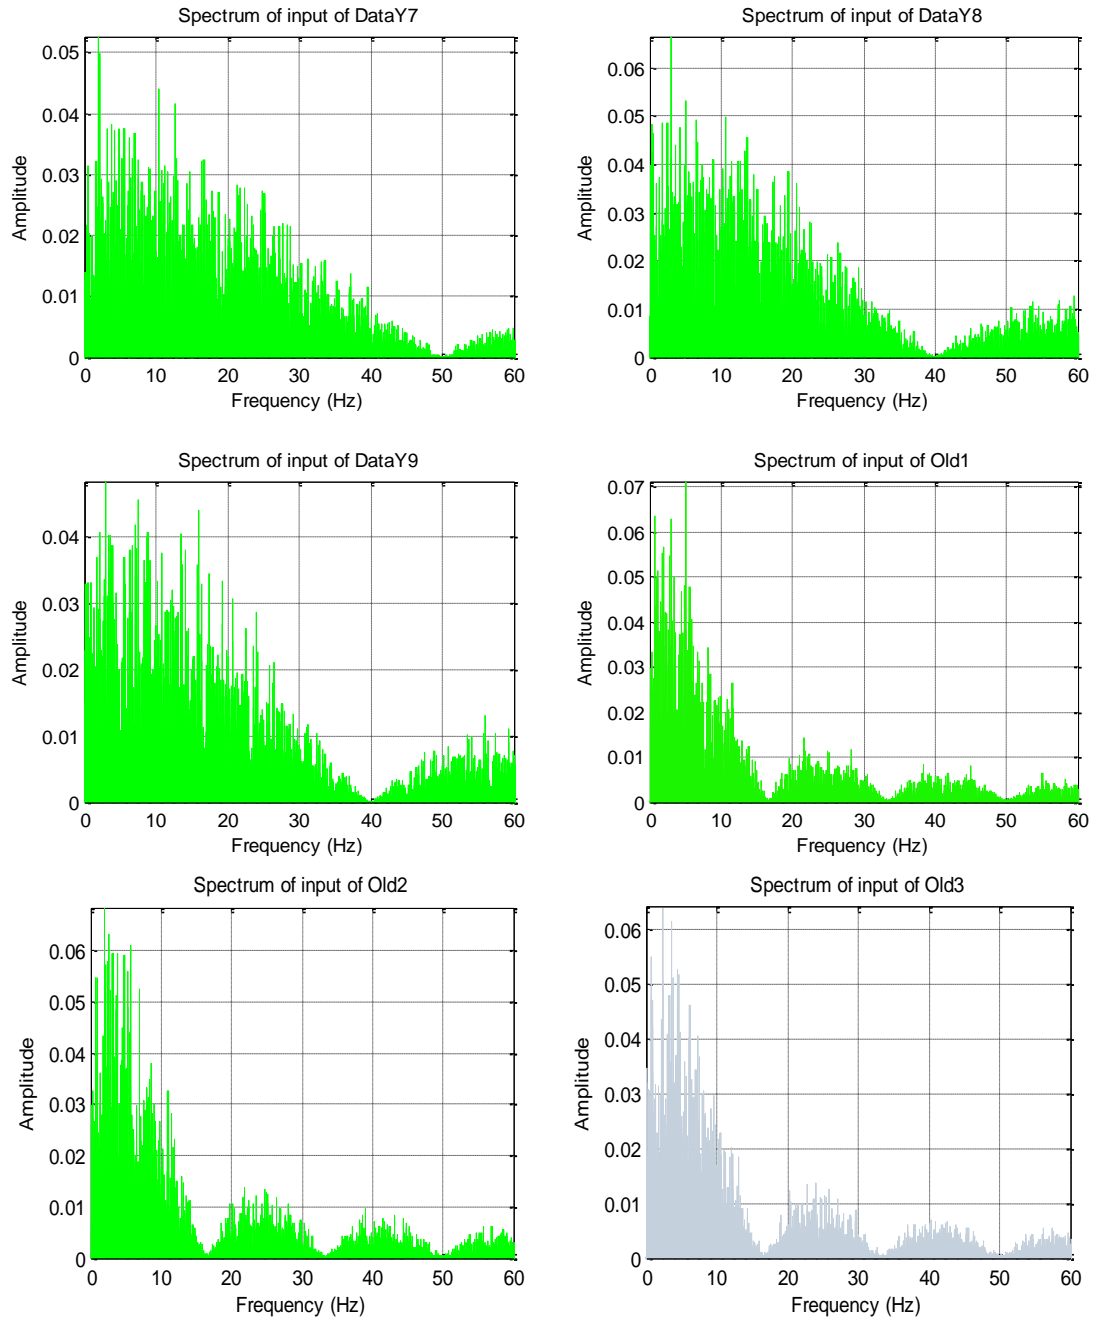 Spectrum of input of DataY7
Amplitude
0.05
0.04
0.03
0.02
0.01
0
0 10 20 30 40 50 60
Frequency (Hz)
Spectrum of input of DataY8
Amplitude
0.06
0.05
0.04
0.03
0.02
0.01
0
0 10 20 30 40 50 60
Frequency (Hz)
Spectrum of input of DataY9
Amplitude
0.04
0.03
0.02
0.01
0
0 10 20 30 40 50 60
Frequency (Hz)
Spectrum of input of Old1
Amplitude
0.07
0.06
0.05
0.04
0.03
0.02
0.01
0
0 10 20 30 40 50 60
Frequency (Hz)
Spectrum of input of Old2
Amplitude
0.06
0.05
0.04
0.03
0.02
0.01
0
0 10 20 30 40 50 60
Frequency (Hz)
Spectrum of input of Old3
Amplitude
0.06
0.05
0.04
0.03
0.02
0.01
0
0 10 20 30 40 50 60
Frequency (Hz)